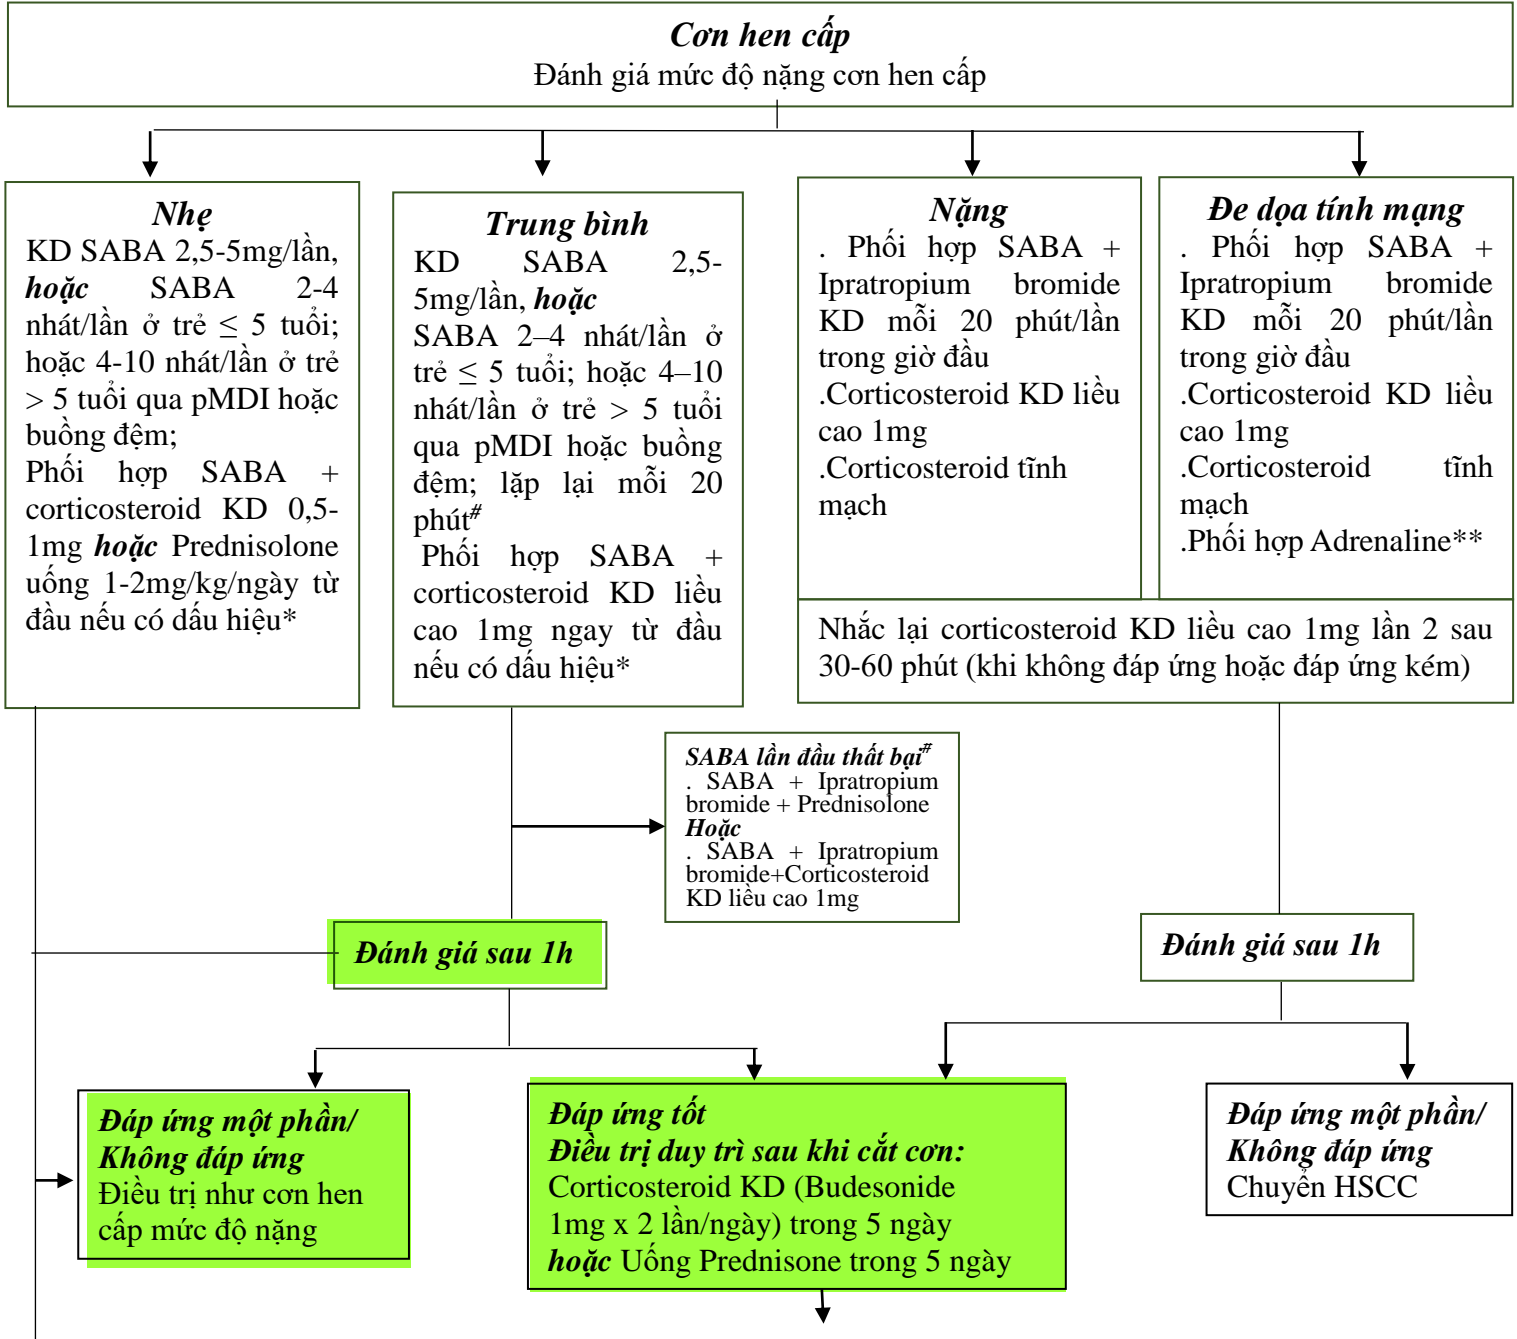 Cơn hen cấp
Đánh giá mức độ nặng cơn hen cấp
Nhẹ
KD SABA 2,5-5mg/lần,
hoặc SABA 2-4
nhát/lần ở trẻ ≤ 5 tuổi;
hoặc 4-10 nhát/lần ở trẻ
> 5 tuổi qua pMDI hoặc
buồng đệm;
Phối hợp SABA +
corticosteroid KD 0,5-
1mg hoặc Prednisolone
uống 1-2mg/kg/ngày từ
đầu nếu có dấu hiệu*
Trung bình
KD SABA 2,5-
5mg/lần, hoặc
SABA 2–4 nhát/lần ở
trẻ ≤ 5 tuổi; hoặc 4–10
nhát/lần ở trẻ > 5 tuổi
qua pMDI hoặc buồng
đệm; lặp lại mỗi 20
phút#
Phối hợp SABA +
corticosteroid KD liều
cao 1mg ngay từ đầu
nếu có dấu hiệu*
Nặng
. Phối hợp SABA +
Ipratropium bromide
KD mỗi 20 phút/lần
trong giờ đầu
.Corticosteroid KD liều
cao 1mg
.Corticosteroid tĩnh
mạch
Đe dọa tính mạng
. Phối hợp SABA +
Ipratropium bromide
KD mỗi 20 phút/lần
trong giờ đầu
.Corticosteroid KD liều
cao 1mg
.Corticosteroid tĩnh
mạch
.Phối hợp Adrenaline**
Nhắc lại corticosteroid KD liều cao 1mg lần 2 sau
30-60 phút (khi không đáp ứng hoặc đáp ứng kém)
SABA lần đầu thất bại#
. SABA + Ipratropium
bromide + Prednisolone
Hoặc
. SABA + Ipratropium
bromide+Corticosteroid
KD liều cao 1mg
Đánh giá sau 1h
Đánh giá sau 1h
Đáp ứng một phần/
Không đáp ứng
Điều trị như cơn hen
cấp mức độ nặng
Đáp ứng tốt
Điều trị duy trì sau khi cắt cơn:
Corticosteroid KD (Budesonide
1mg x 2 lần/ngày) trong 5 ngày
hoặc Uống Prednisone trong 5 ngày
Đáp ứng một phần/
Không đáp ứng
Chuyển HSCC